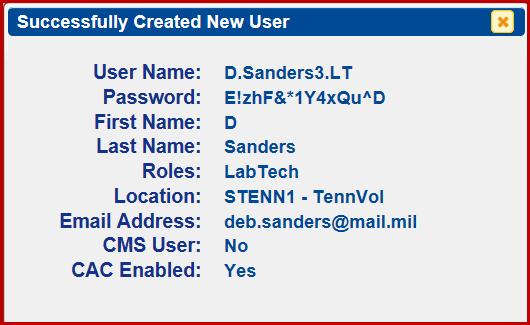 Successfully Created New User
User Name: D.Sanders3.LT
Password: E!zhF&*1Y4xQu^D
First Name: D
Last Name: Sanders
Roles: LabTech
Location: STENN1 - TennVol
Email Address: deb.sanders@mail.mil
CMS User: No
CAC Enabled: Yes